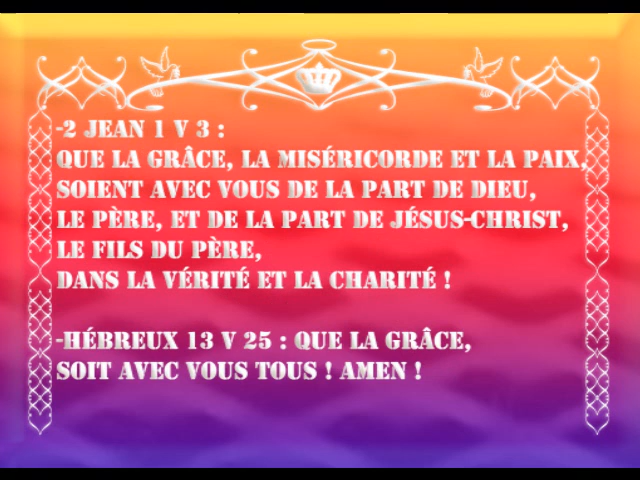 -2 JEAN 1 V 3 :
QUE LA GRÂCE, LA MISÉRICORDE ET LA PAIX,
SOIENT AVEC VOUS DE LA PART DE DIEU,
LE PÈRE, ET DE LA PART DE JÉSUS-CHRIST,
LE FILS DU PÈRE,
DANS LA VÉRITÉ ET LA CHARITÉ !
-HÉBREUX 13 V 25 : QUE LA GRÂCE,
SOIT AVEC VOUS TOUS ! AMEN !